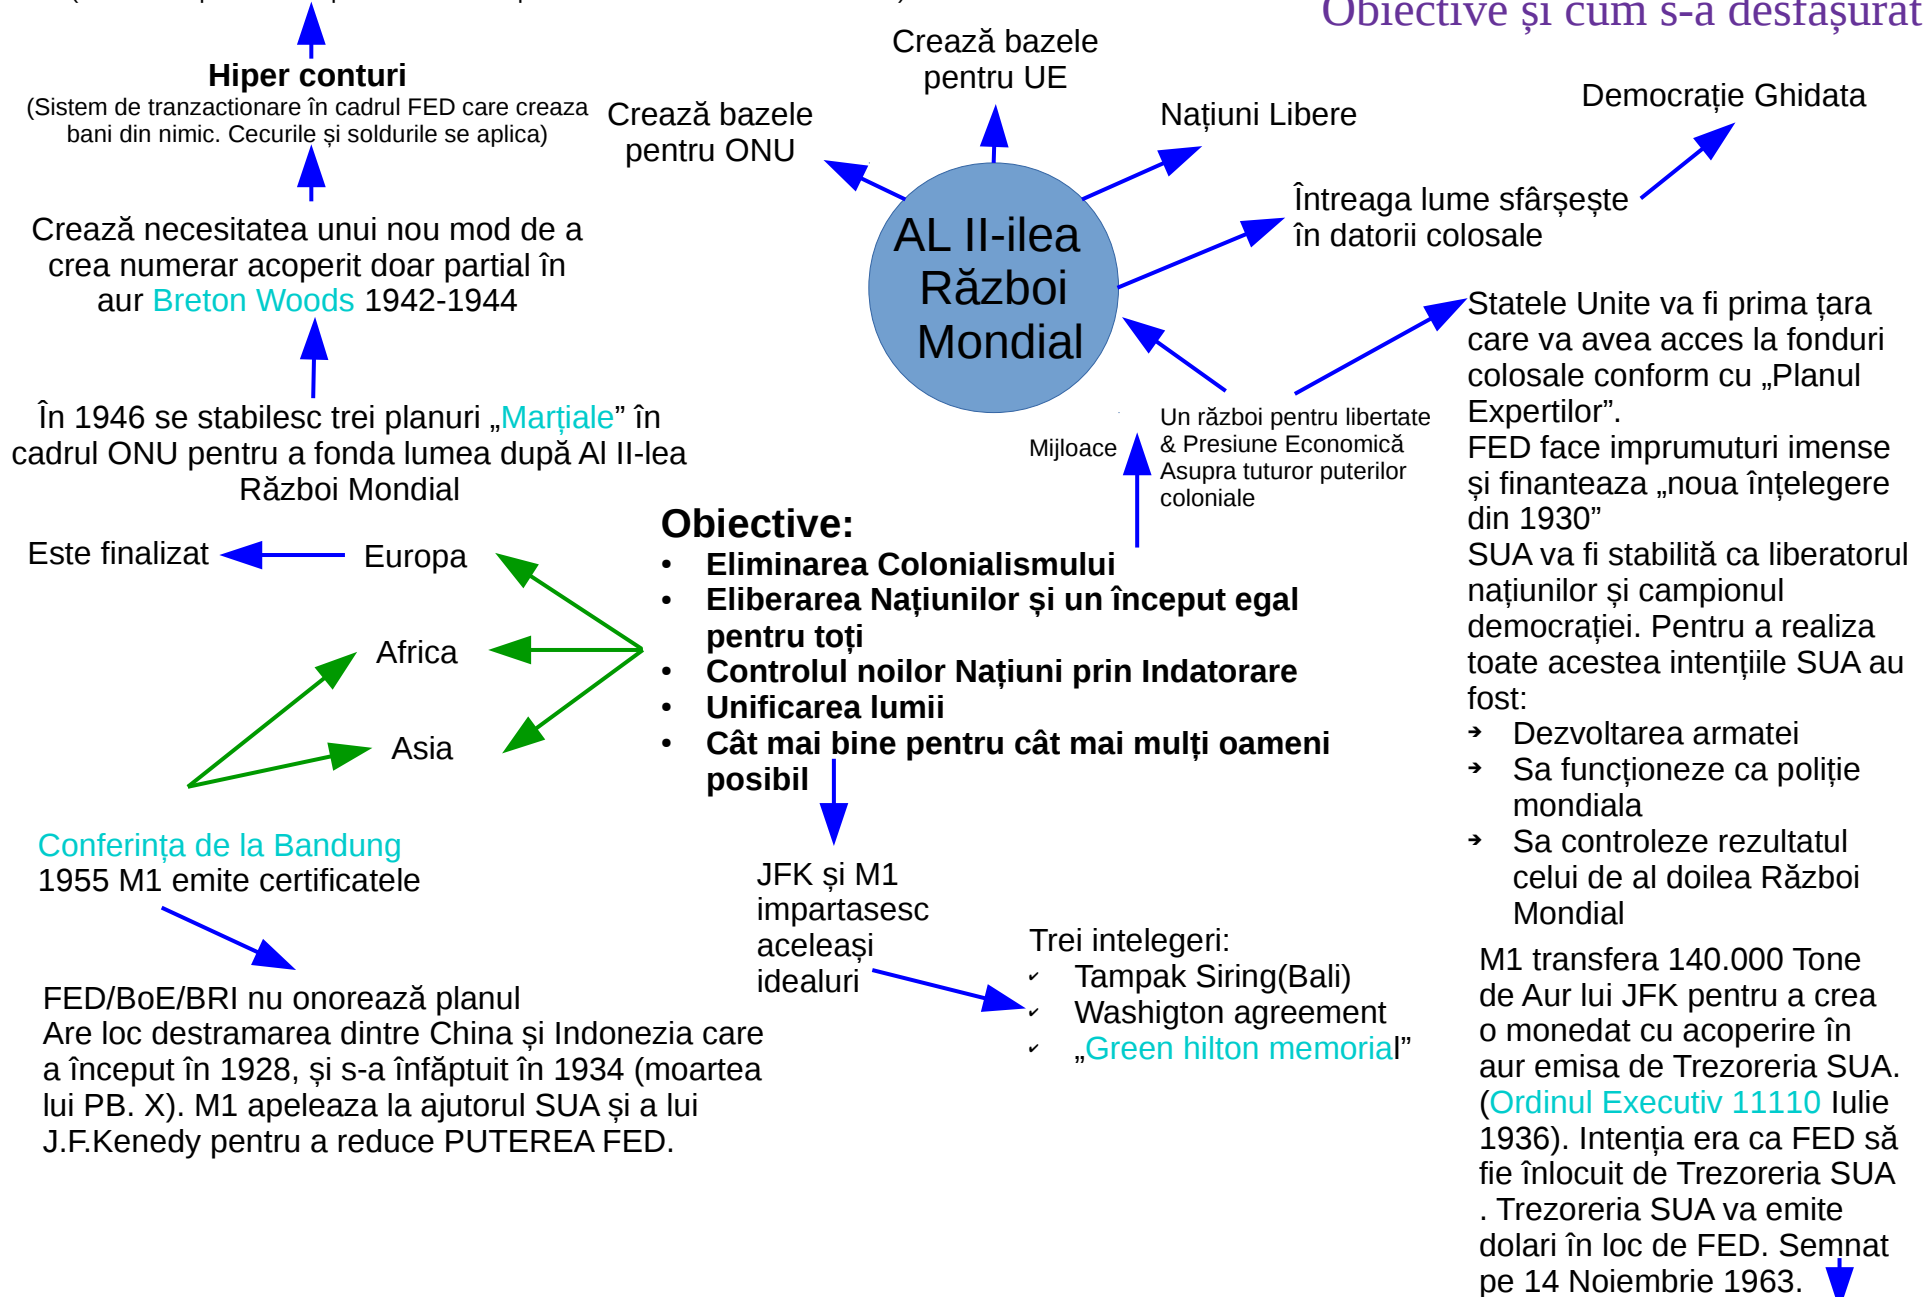 Obiective și cum s-a desfășurat
Hiper conturi
(Sistem de tranzactionare în cadrul FED care creaza
bani din nimic. Cecurile și soldurile se aplica)
Crează necesitatea unui nou mod de a
crea numerar acoperit doar partial în
aur Breton Woods 1942-1944
În 1946 se stabilesc trei planuri „Marțiale” în
cadrul ONU pentru a fonda lumea după Al II-lea
Război Mondial
Este finalizat
Europa
Africa
Asia
Conferința de la Bandung
1955 M1 emite certificatele
FED/BoE/BRI nu onorează planul
Are loc destramarea dintre China și Indonezia care
a început în 1928, și s-a înfăptuit în 1934 (moartea
lui PB. X). M1 apeleaza la ajutorul SUA și a lui
J.F.Kenedy pentru a reduce PUTEREA FED.
Crează bazele
pentru ONU
Crează bazele
pentru UE
Națiuni Libere
Democrație Ghidata
Întreaga lume sfârșește
în datorii colosale
AL II-ilea
Război
Mondial
Mijloace
Un război pentru libertate
& Presiune Economică
Asupra tuturor puterilor
coloniale
Obiective:
• Eliminarea Colonialismului
• Eliberarea Națiunilor și un început egal
pentru toți
• Controlul noilor Națiuni prin Indatorare
• Unificarea lumii
• Cât mai bine pentru cât mai mulți oameni
posibil
JFK și M1
impartasesc
aceleași
idealuri
Trei intelegeri:
✓ Tampak Siring(Bali)
✓ Washigton agreement
✓ „Green hilton memorial”
Statele Unite va fi prima țara
care va avea acces la fonduri
colosale conform cu „Planul
Expertilor”.
FED face imprumuturi imense
și finanteaza „noua înțelegere
din 1930”
SUA va fi stabilită ca liberatorul
națiunilor și campionul
democrației. Pentru a realiza
toate acestea intențiile SUA au
fost:
➔ Dezvoltarea armatei
➔ Sa funcționeze ca poliție
mondiala
➔ Sa controleze rezultatul
celui de al doilea Război
Mondial
M1 transfera 140.000 Tone
de Aur lui JFK pentru a crea
o monedat cu acoperire în
aur emisa de Trezoreria SUA.
(Ordinul Executiv 11110 Iulie
1936). Intenția era ca FED să
fie înlocuit de Trezoreria SUA
. Trezoreria SUA va emite
dolari în loc de FED. Semnat
pe 14 Noiembrie 1963.